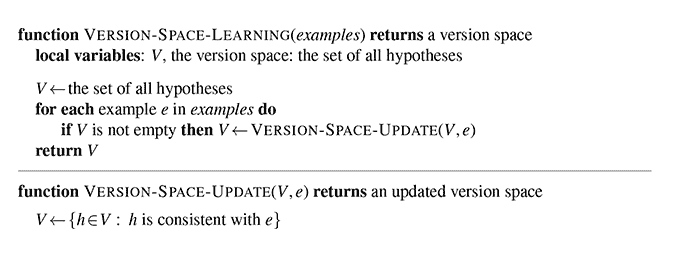 function VERSION-SPACE-LEARNING(examples) returns a version space
local variables: V, the version space: the set of all hypotheses
V ← the set of all hypotheses
for each example e in examples do
if V is not empty then V ← VERSION-SPACE-UPDATE(V, e)
return V
function VERSION-SPACE-UPDATE(V, e) returns an updated version space
V ← {h ∈ V : h is consistent with e}